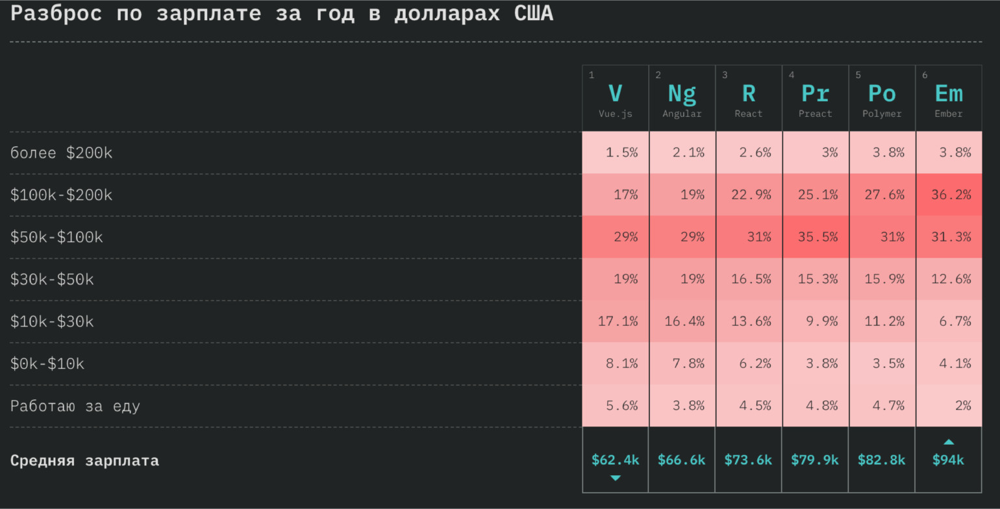 Разброс по зарплате за год в долларах США
1 2 3 4 5 6
V Ng R Pr Po Em
Vue.js Angular React Preact Polymer Ember
более $200k 1.5% 2.1% 2.6% 3% 3.8% 3.8%
$100k-$200k 17% 19% 22.9% 25.1% 27.6% 36.2%
$50k-$100k 29% 29% 31% 35.5% 31% 31.3%
$30k-$50k 19% 19% 16.5% 15.3% 15.9% 12.6%
$10k-$30k 17.1% 16.4% 13.6% 9.9% 11.2% 6.7%
$0k-$10k 8.1% 7.8% 6.2% 3.8% 3.5% 4.1%
Работаю за еду 5.6% 3.8% 4.5% 4.8% 4.7% 2%
Средняя зарплата $62.4k $66.6k $73.6k $79.9k $82.8k $94k